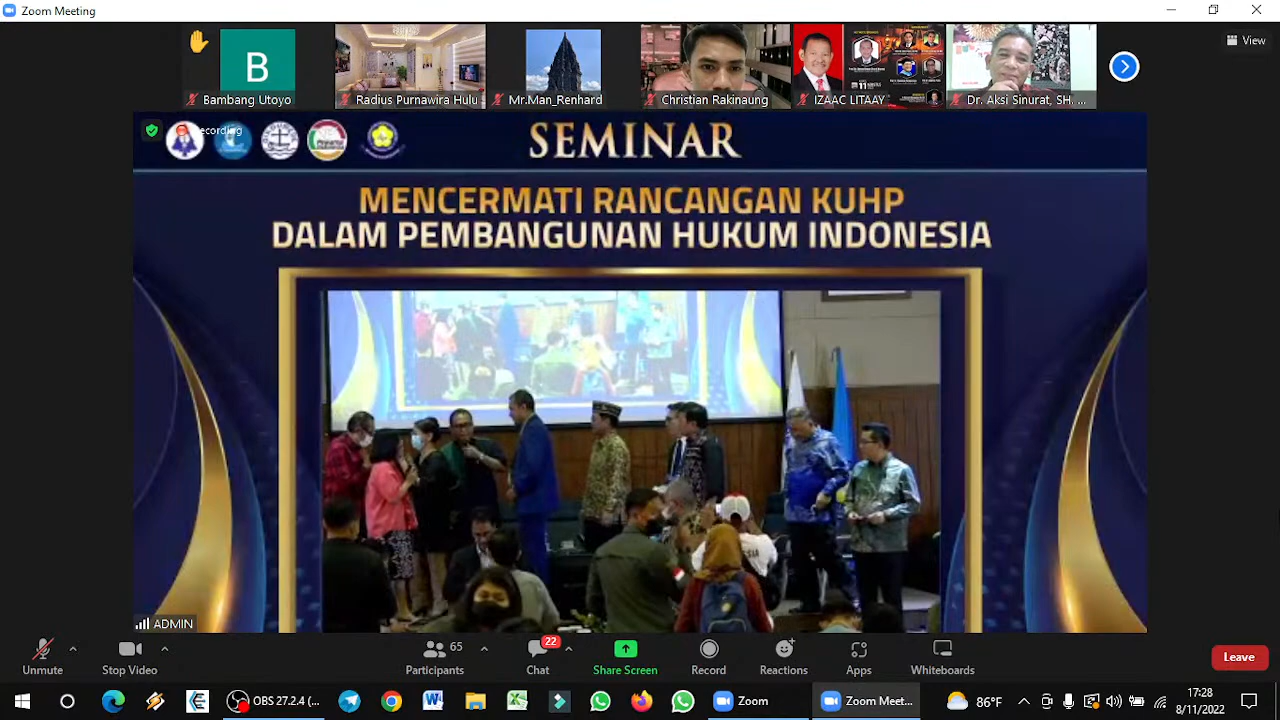 Zoom Meeting
View
B
Bambang Utoyo
Radius Purnawira Hulu
Mr.Man_Renhard
Christian Rakinaung
IZAAC LITAAY
Dr. Aksi Sinurat, SH. ...
Recording
SEMINAR
MENCERMATI RANCANGAN KUHP
DALAM PEMBANGUNAN HUKUM INDONESIA
ADMIN
65
22
Unmute
Stop Video
Participants
Chat
Share Screen
Record
Reactions
Apps
Whiteboards
Leave
OBS 27.2.4 (...
Zoom
Zoom Meet...
86°F
17:28
8/11/2022